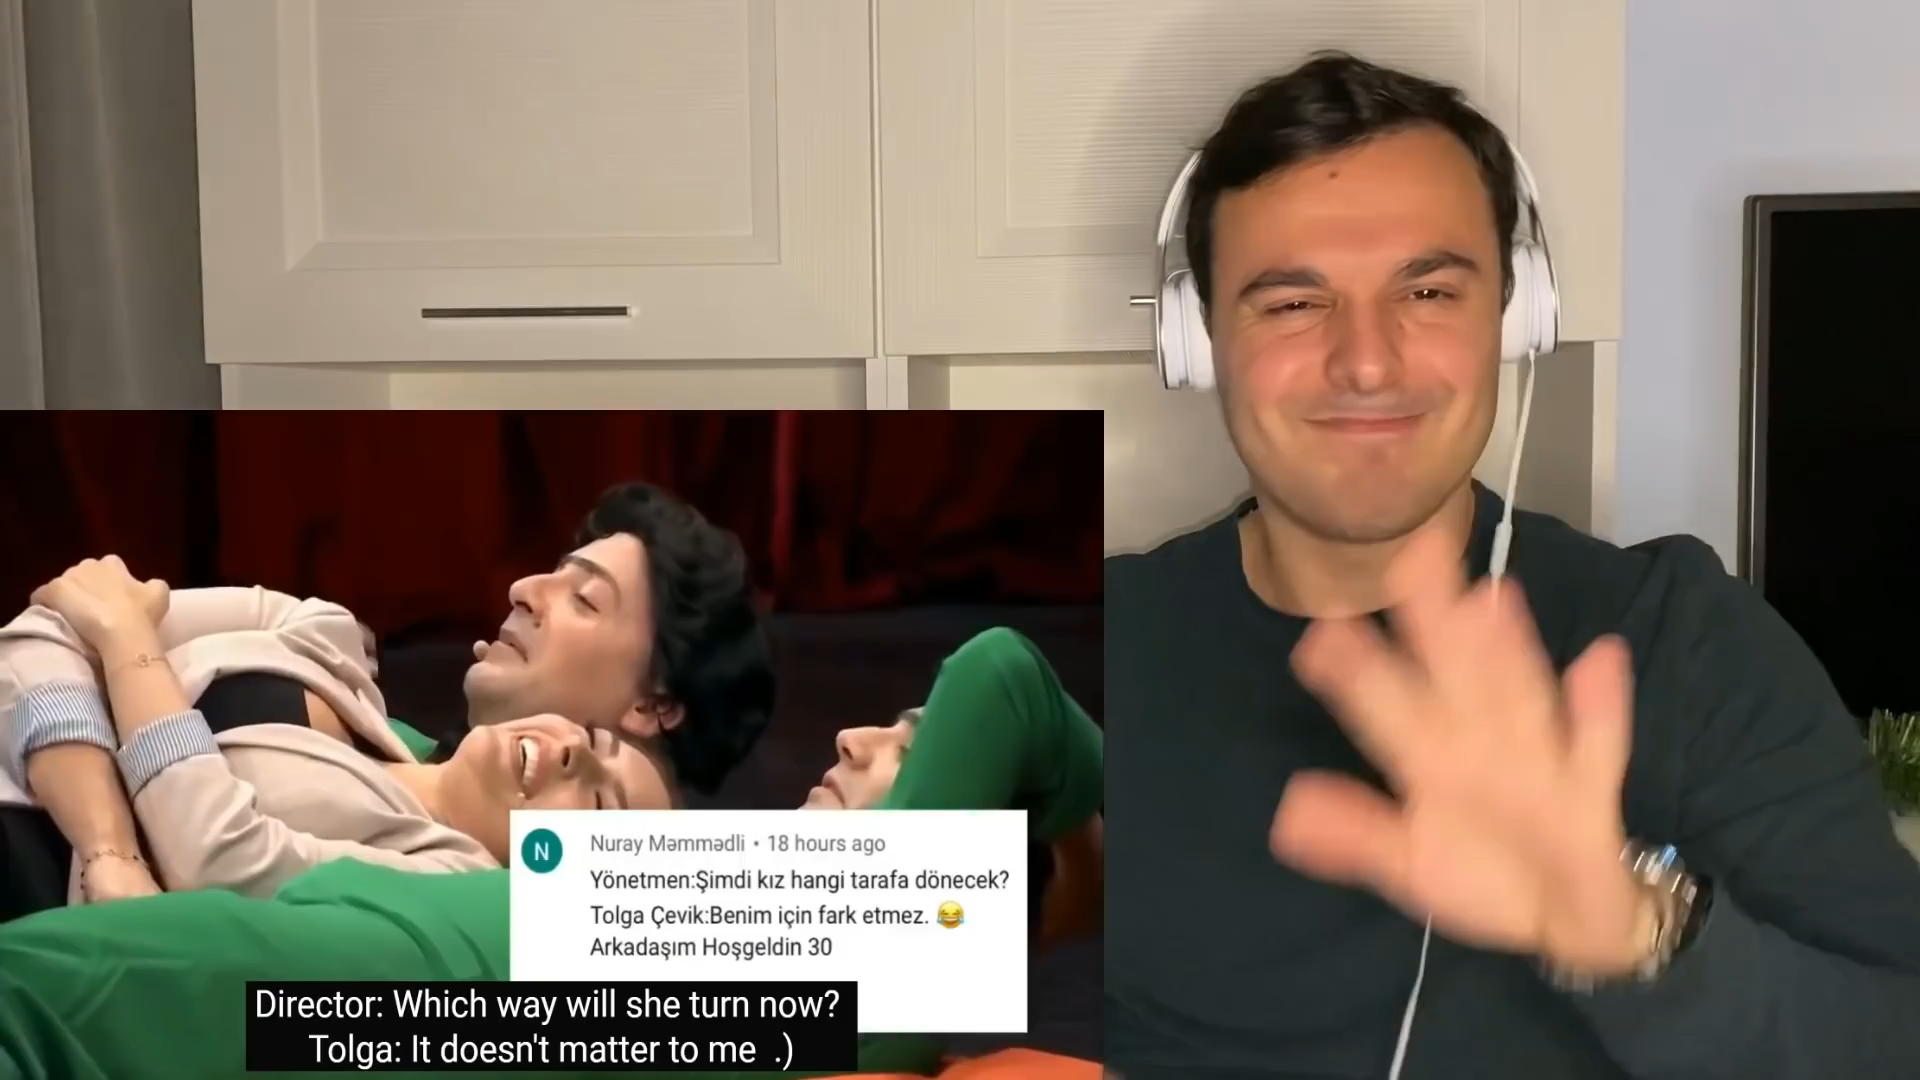 N
Nuray Məmmədli • 18 hours ago
Yönetmen:Şimdi kız hangi tarafa dönecek?
Tolga Çevik:Benim için fark etmez. 😂
Arkadaşım Hoşgeldin 30
Director: Which way will she turn now?
Tolga: It doesn't matter to me .)